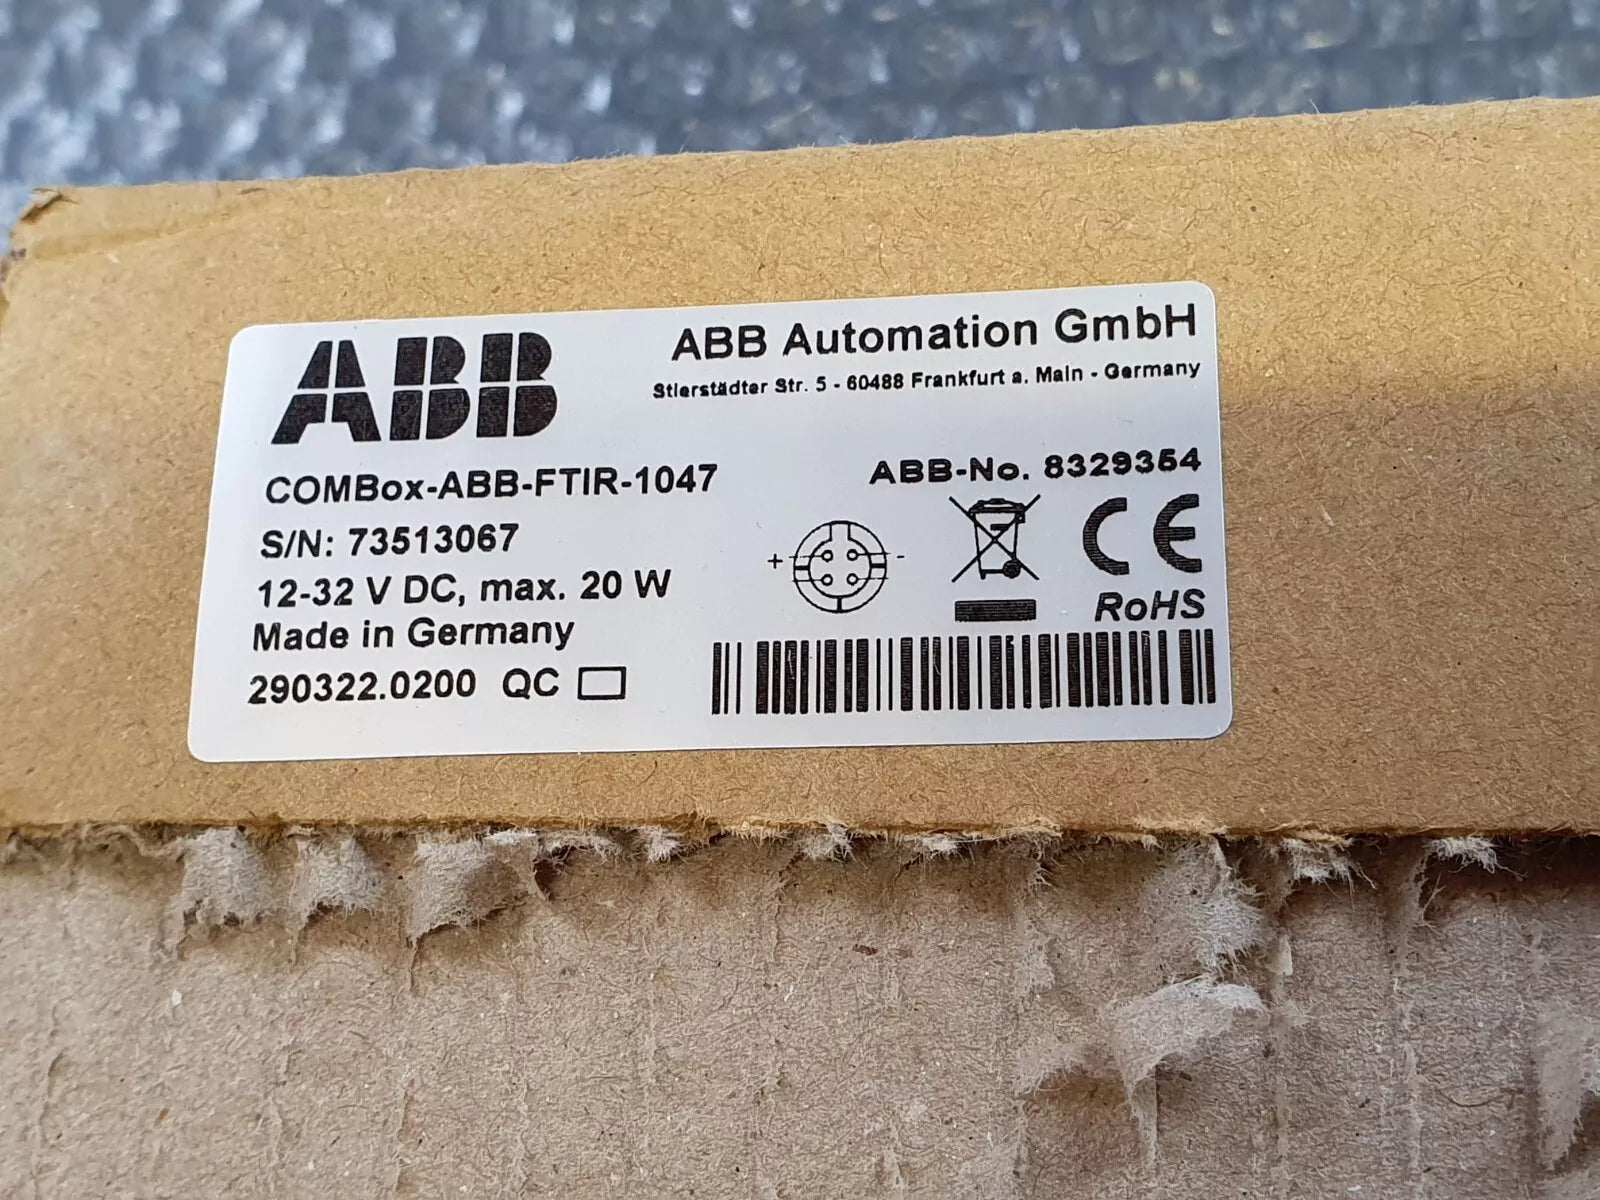 ABB
ABB Automation GmbH
Stierstädter Str. 5 - 60488 Frankfurt a. Main - Germany
COMBox-ABB-FTIR-1047
ABB-No. 8329354
S/N: 73513067
12-32 V DC, max. 20 W
+ -
CE
Made in Germany
RoHS
290322.0200 QC